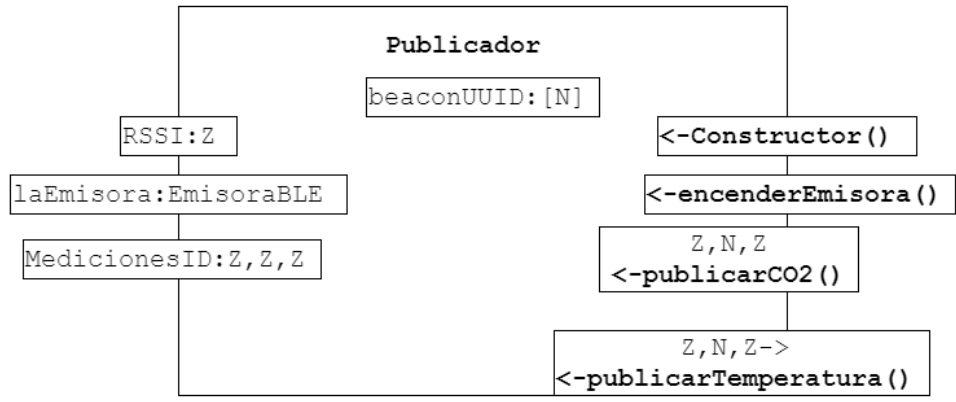 Publicador
beaconUUID:[N]
RSSI:Z
<-Constructor()
laEmisora:EmisoraBLE
<-encenderEmisora()
MedicionesID:Z,Z,Z
Z,N,Z
<-publicarCO2()
Z,N,Z->
<-publicarTemperatura()